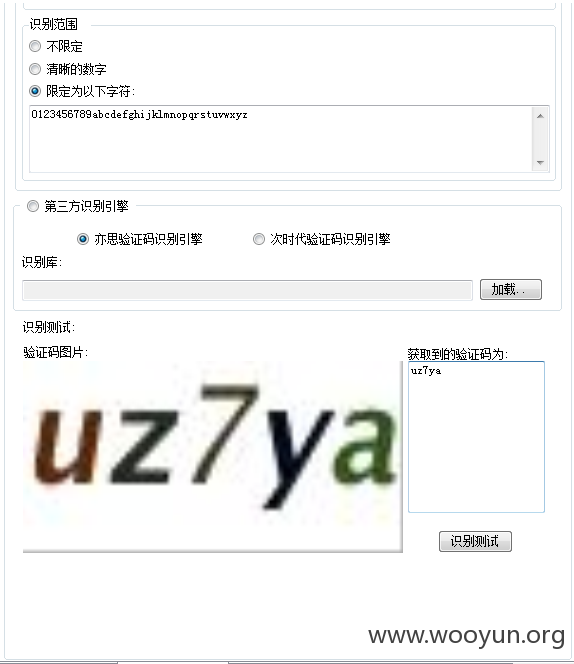 识别范围
不限定
清晰的数字
限定为以下字符:
0123456789abcdefghijklmnopqrstuvwxyz
第三方识别引擎
亦思验证码识别引擎 次时代验证码识别引擎
识别库:
加载..
识别测试:
验证码图片: 获取到的验证码为:
uz7ya
uz7ya
识别测试
www.wooyun.org